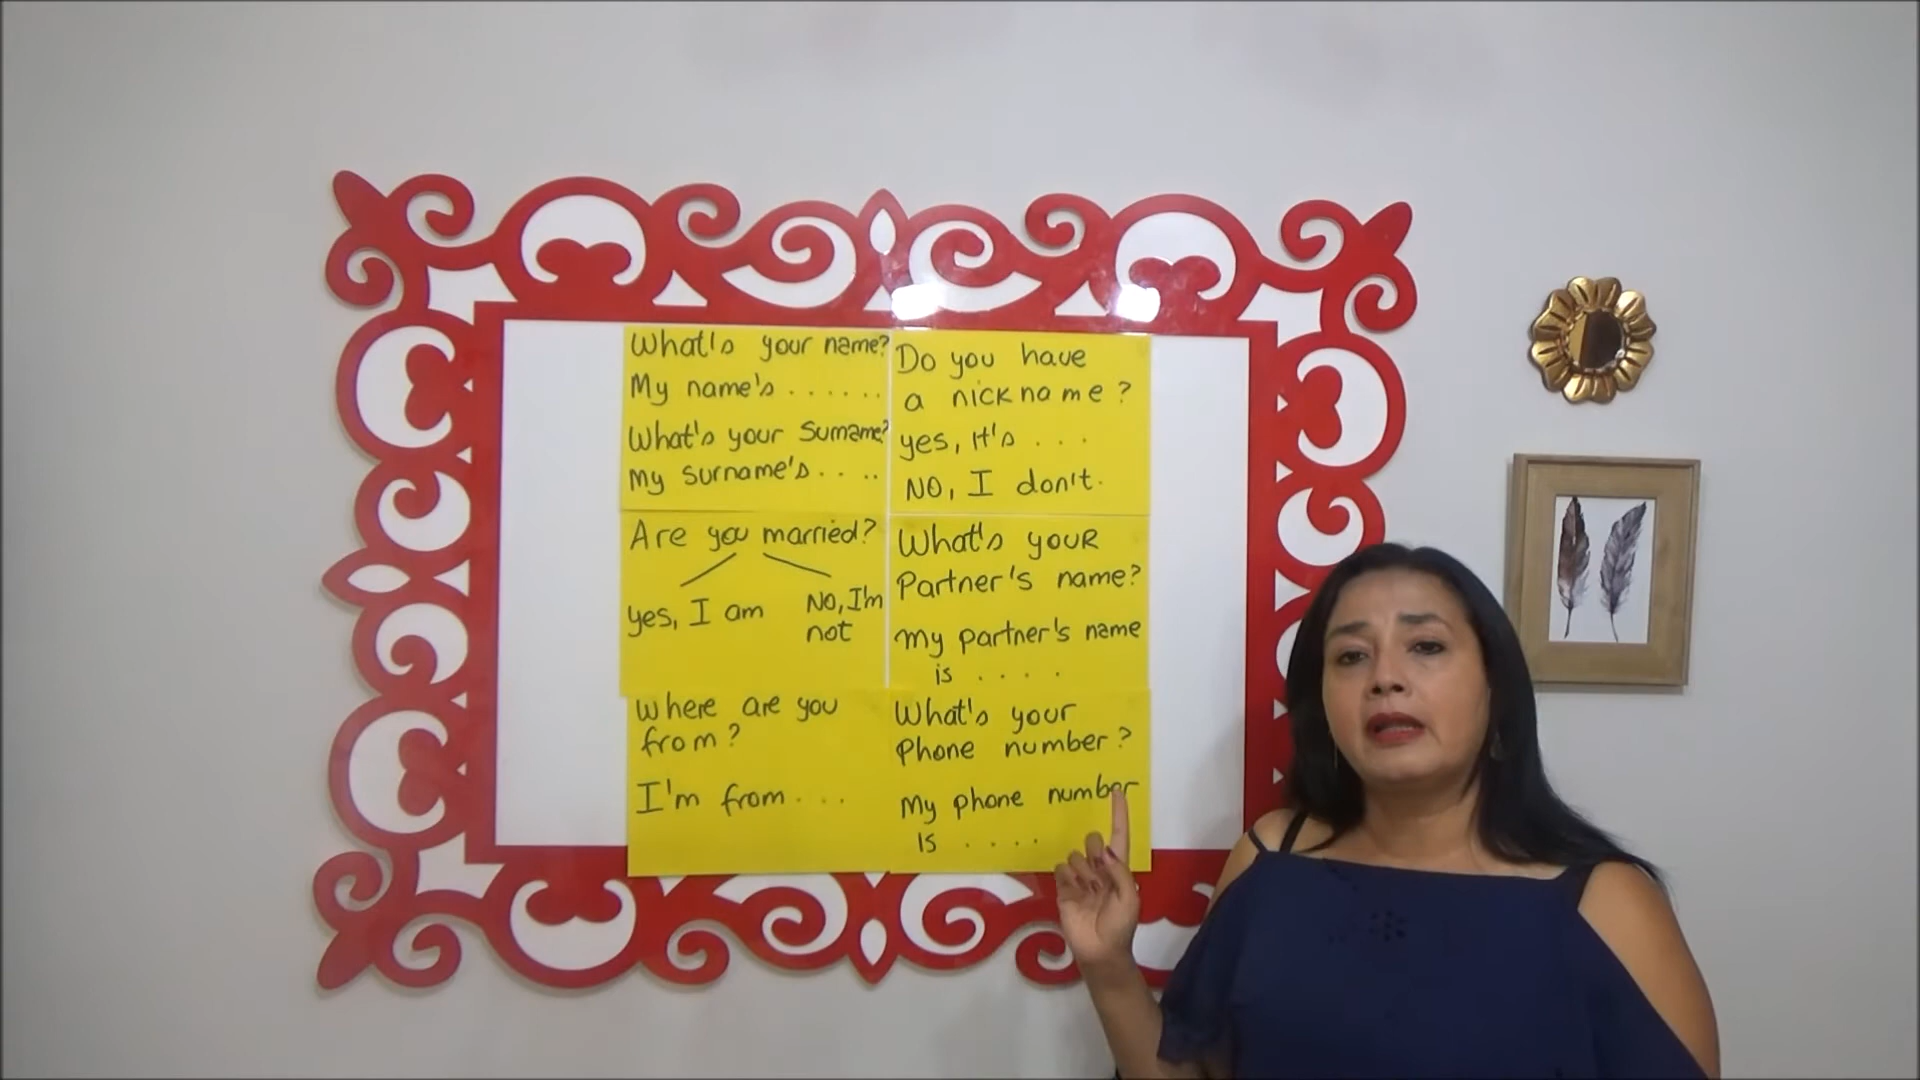 What's your name?
My name's ......
What's your Surname?
My surname's.....
Do you have
a nickname?
yes, It's ...
NO, I don't.
Are you married?
yes, I am
NO, I'm
not
What's youR
Partner's name?
my partner's name
is ....
Where are you
from?
I'm from...
What's your
Phone number?
My phone number
is ....